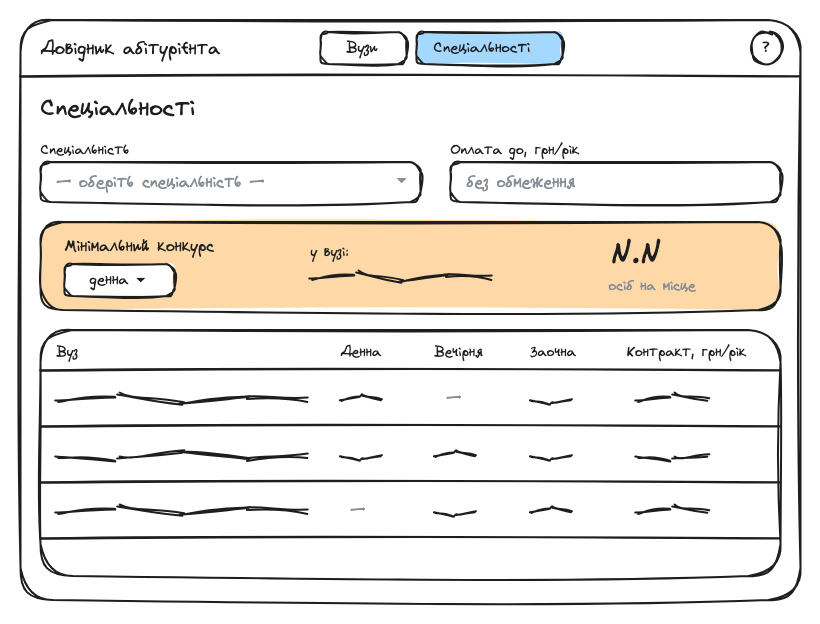 Довідник абітурієнта
Вузи
Спеціальності
?
Спеціальності
Спеціальність
Оплата до, грн/рік
— оберіть спеціальність —
без обмеження
Мінімальний конкурс
у вузі:
N.N
денна
осіб на місце
Вуз Денна Вечірня Заочна Контракт, грн/рік
—
—